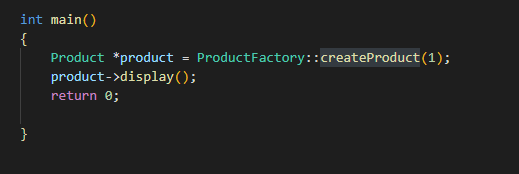 int main()
{
    Product *product = ProductFactory::createProduct(1);
    product->display();
    return 0;
}